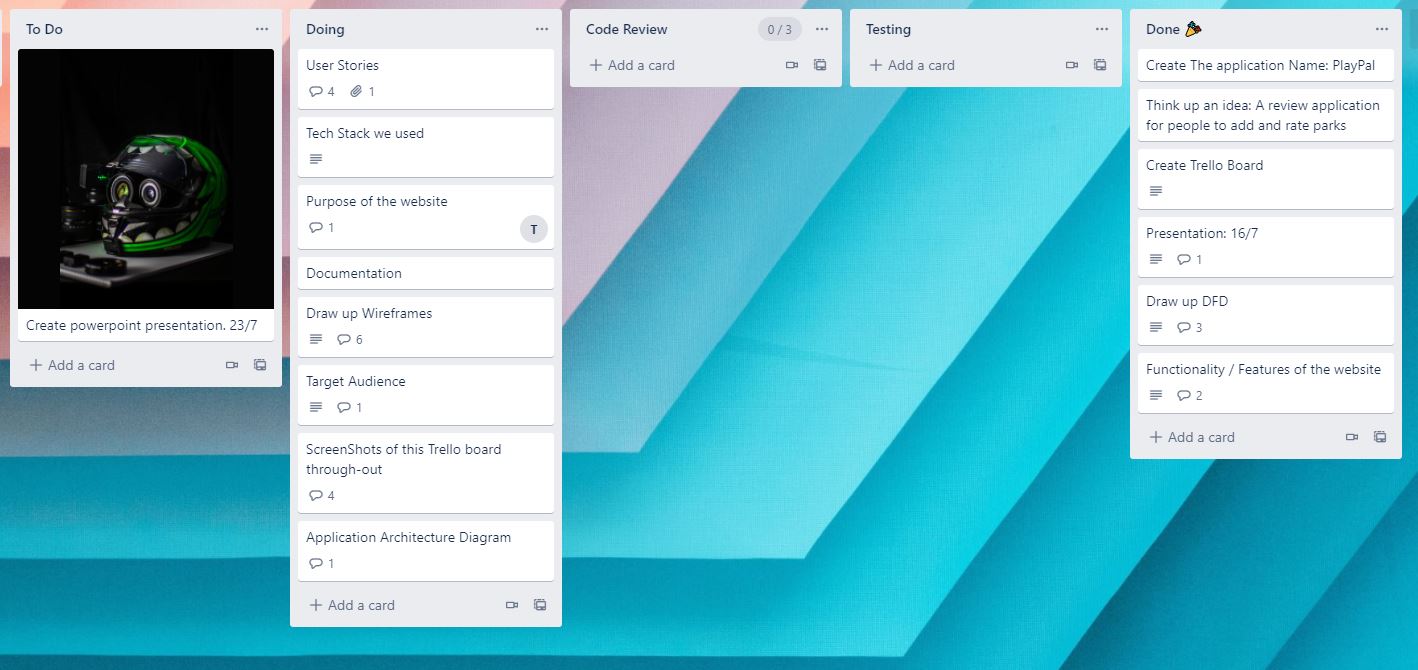 To Do
Create powerpoint presentation. 23/7
Add a card
Doing
User Stories
4 1
Tech Stack we used
Purpose of the website
1
T
Documentation
Draw up Wireframes
6
Target Audience
1
ScreenShots of this Trello board
through-out
4
Application Architecture Diagram
1
Add a card
Code Review 0 / 3
Add a card
Testing
Add a card
Done
Create The application Name: PlayPal
Think up an idea: A review application
for people to add and rate parks
Create Trello Board
Presentation: 16/7
1
Draw up DFD
3
Functionality / Features of the website
2
Add a card